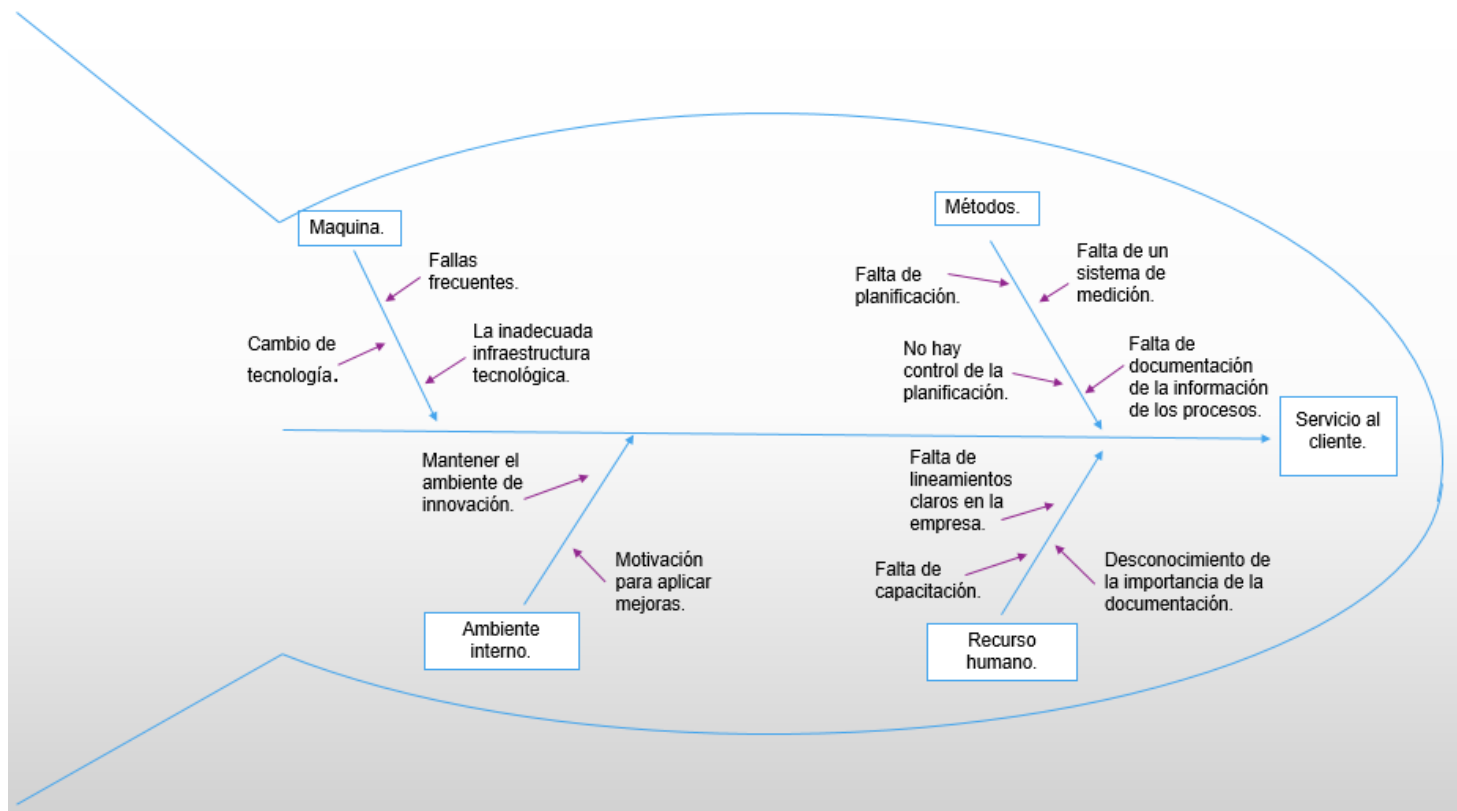 Maquina.
Fallas
frecuentes.
Cambio de
tecnología.
La inadecuada
infraestructura
tecnológica.
Métodos.
Falta de
planificación.
Falta de un
sistema de
medición.
No hay
control de la
planificación.
Falta de
documentación
de la información
de los procesos.
Servicio al
cliente.
Mantener el
ambiente de
innovación.
Motivación
para aplicar
mejoras.
Ambiente
interno.
Falta de
lineamientos
claros en la
empresa.
Falta de
capacitación.
Desconocimiento de
la importancia de la
documentación.
Recurso
humano.